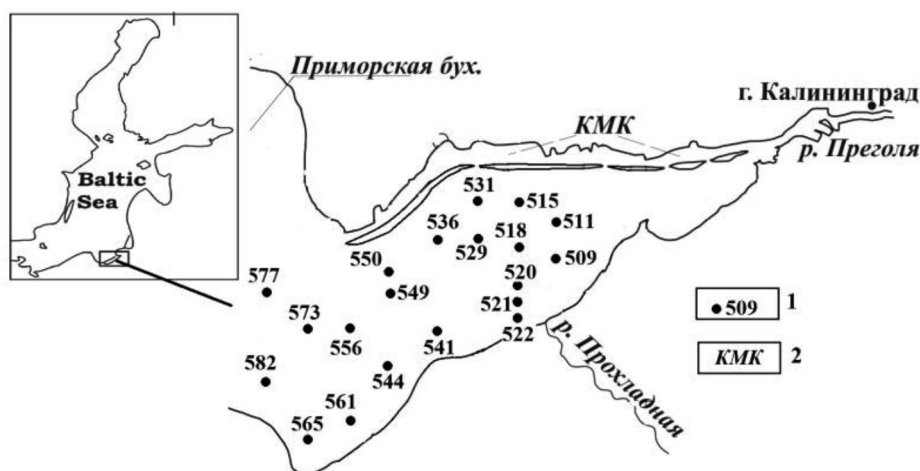 Приморская бух.
г. Калининград
КМК
р. Преголя
Baltic
Sea
531
515
511
536
518
529
509
550
520
577
549
521
509
1
573
522
556
541
р. Прохладная
КМК
2
582
544
561
565